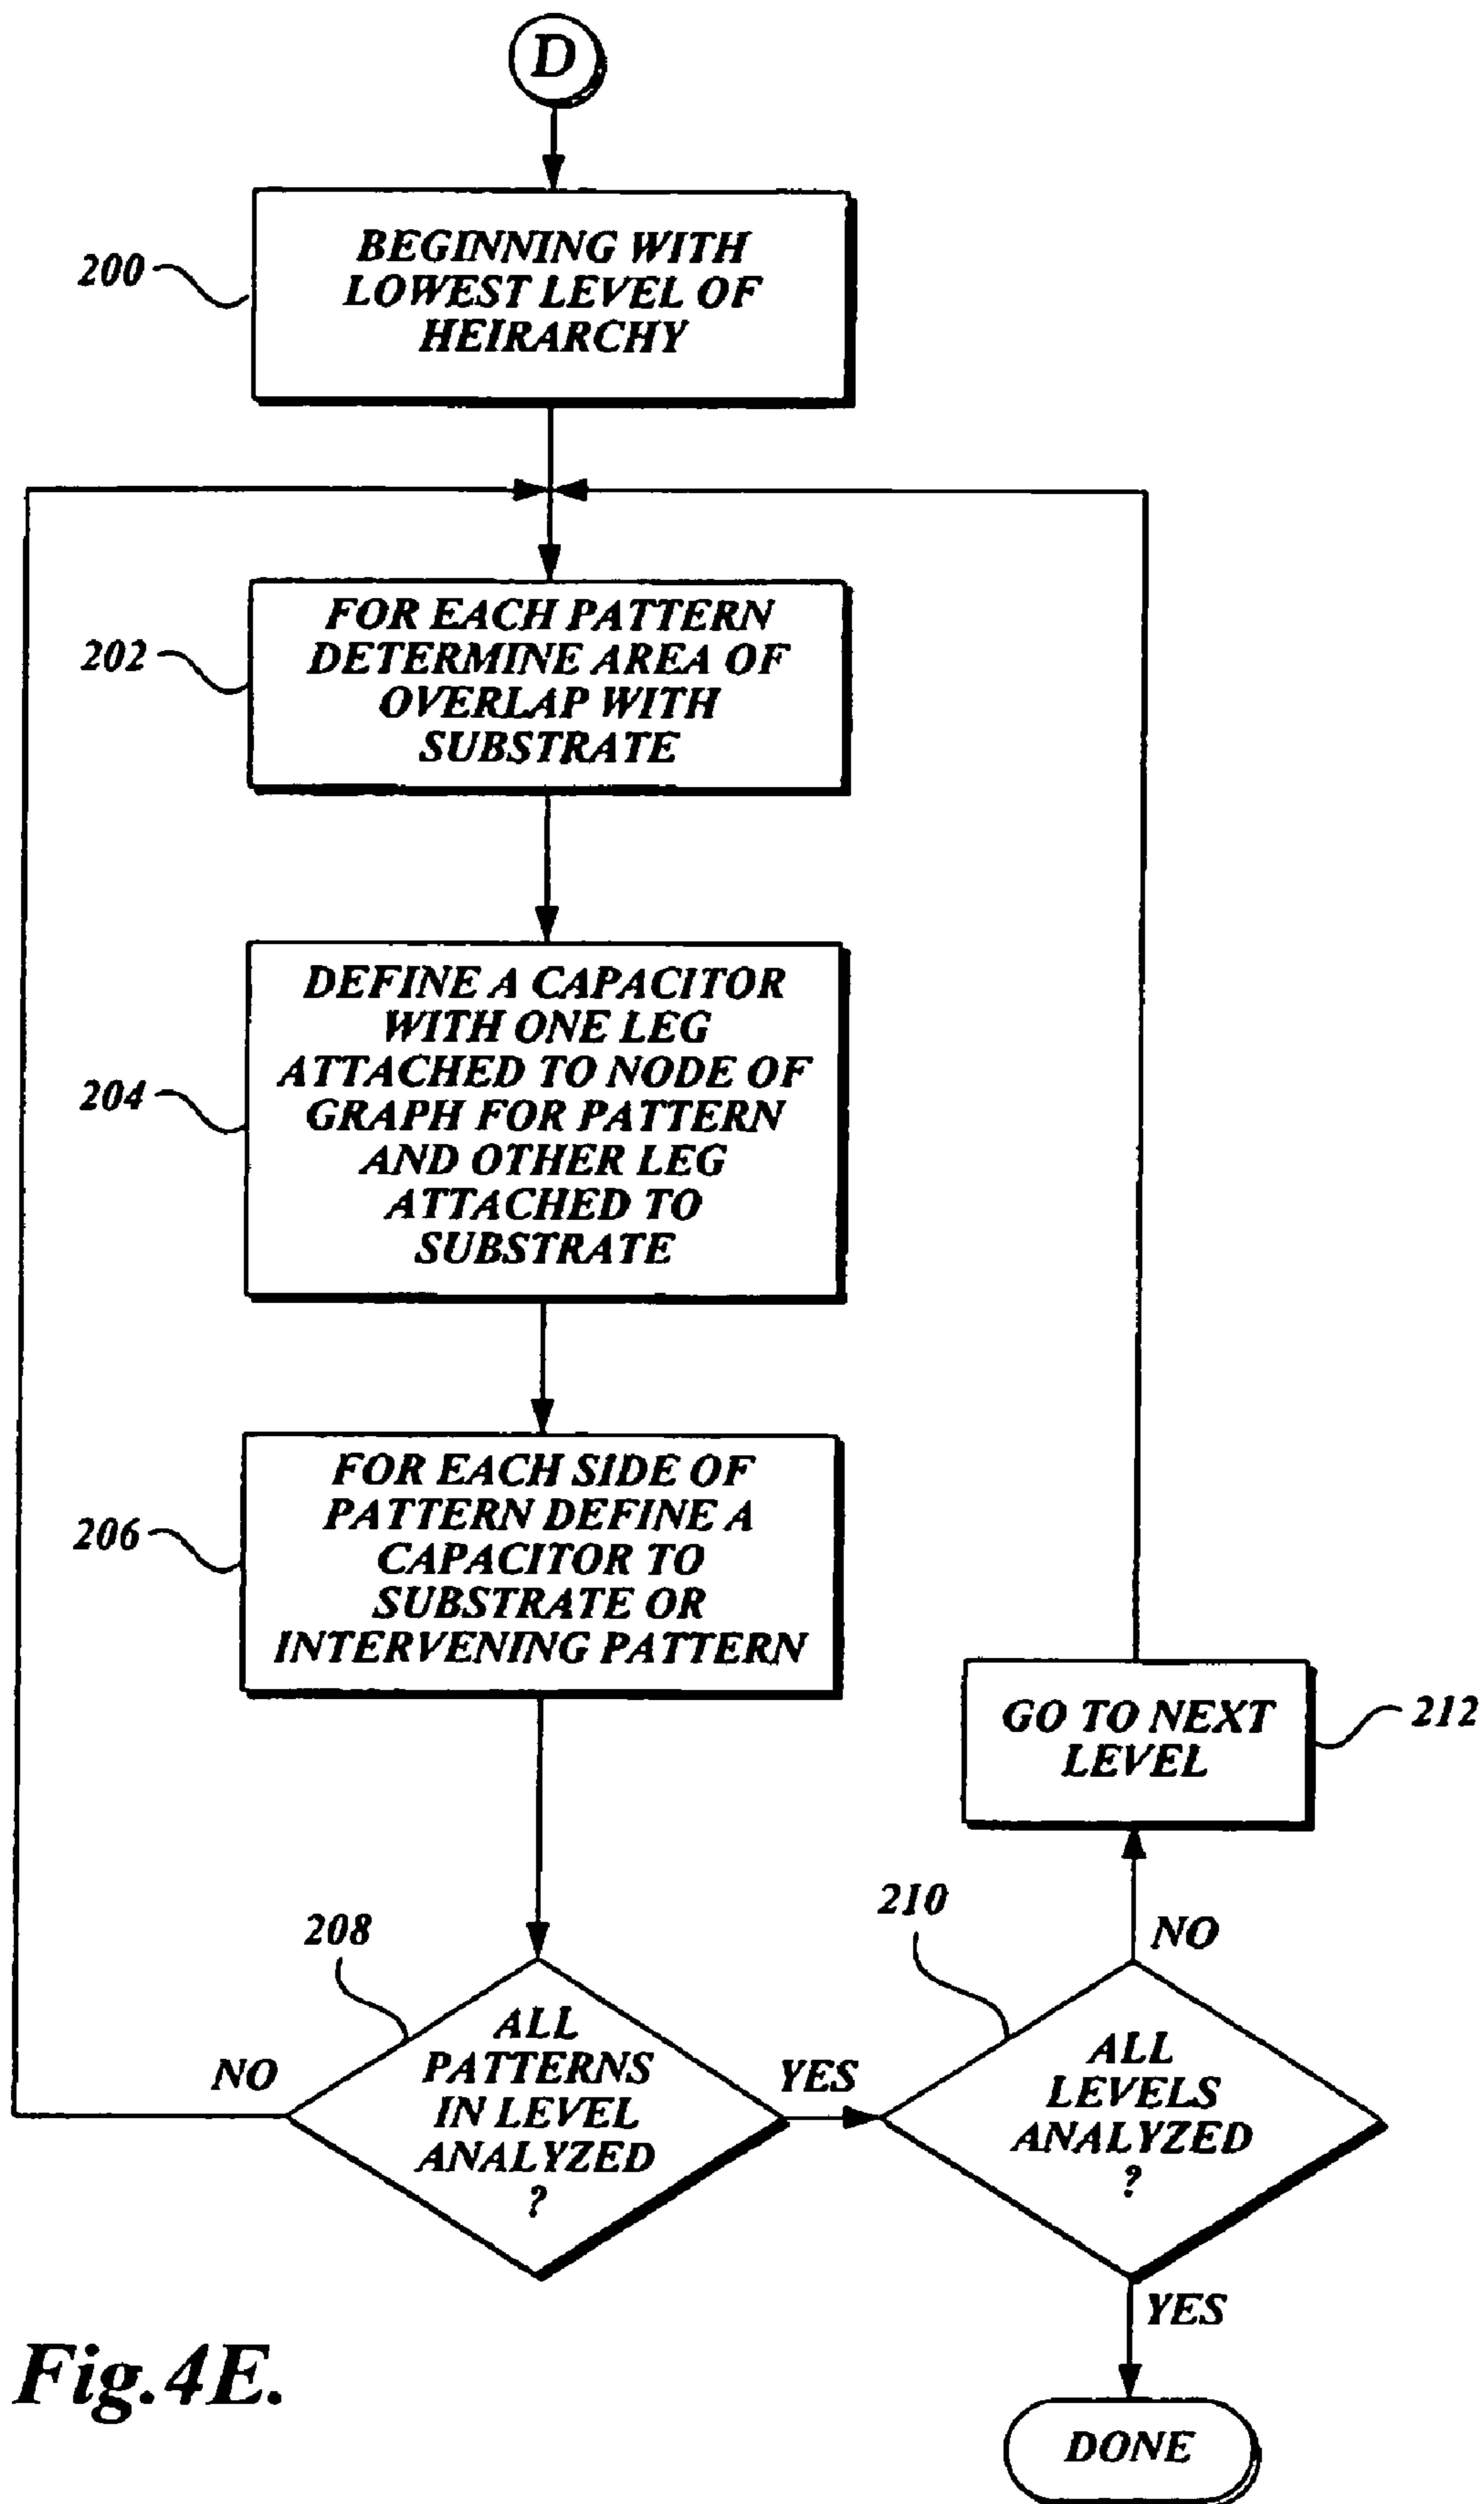 D
200
BEGINNING WITH
LOWEST LEVEL OF
HEIRARCHY
202
FOR EACH PATTERN
DETERMINE AREA OF
OVERLAP WITH
SUBSTRATE
204
DEFINE A CAPACITOR
WITH ONE LEG
ATTACHED TO NODE OF
GRAPH FOR PATTERN
AND OTHER LEG
ATTACHED TO
SUBSTRATE
206
FOR EACH SIDE OF
PATTERN DEFINE A
CAPACITOR TO
SUBSTRATE OR
INTERVENING PATTERN
GO TO NEXT
LEVEL
212
208
210
NO
ALL
PATTERNS
IN LEVEL
ANALYZED
?
NO
YES
ALL
LEVELS
ANALYZED
?
YES
DONE
Fig.4E.